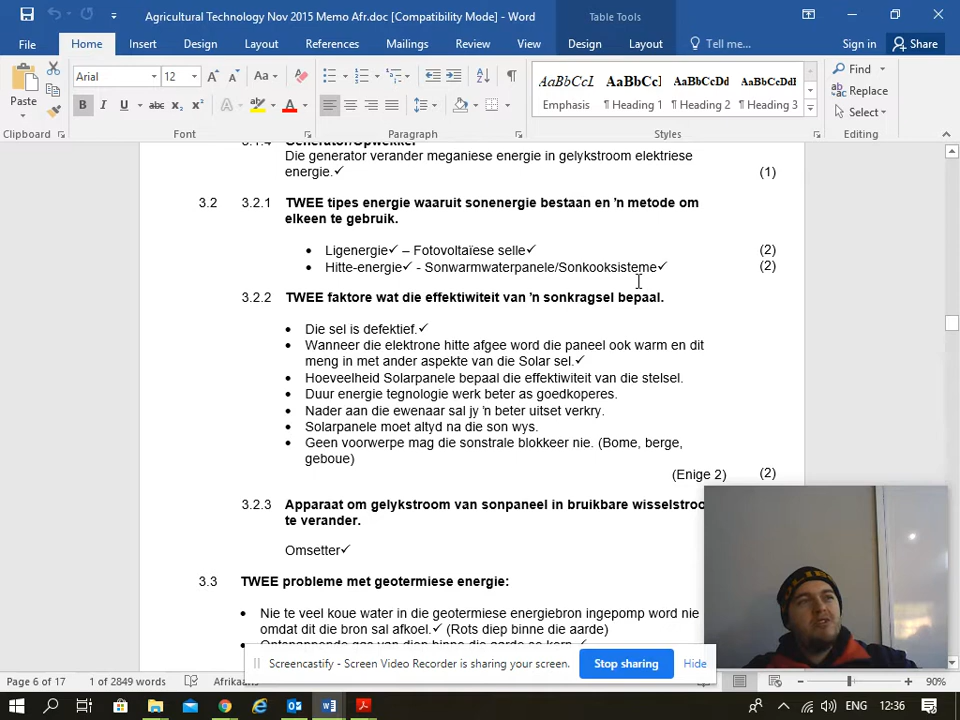 Agricultural Technology Nov 2015 Memo Afr.doc [Compatibility Mode] - Word
Table Tools
File Home Insert Design Layout References Mailings Review View Design Layout Tell me... Sign in Share
Arial 12 Aa
Paste
B I U abc x₂ x² A A
AaBbCcL AaBbCcI AaBbCcDd AaBbCcDdI
Emphasis ¶ Heading 1 ¶ Heading 2 ¶ Heading 3
Find
Replace
Select
Clipboard Font Paragraph Styles Editing
3.1.4 Generator/Opwekker
Die generator verander meganiese energie in gelykstroom elektriese
energie.✓ (1)
3.2 3.2.1 TWEE tipes energie waaruit sonenergie bestaan en 'n metode om
elkeen te gebruik.
• Ligenergie✓ – Fotovoltaïese selle✓ (2)
• Hitte-energie✓ - Sonwarmwaterpanele/Sonkooksisteme✓ (2)
3.2.2 TWEE faktore wat die effektiwiteit van 'n sonkragsel bepaal.
• Die sel is defektief.✓
• Wanneer die elektrone hitte afgee word die paneel ook warm en dit
meng in met ander aspekte van die Solar sel.✓
• Hoeveelheid Solarpanele bepaal die effektiwiteit van die stelsel.
• Duur energie tegnologie werk beter as goedkoperes.
• Nader aan die ewenaar sal jy 'n beter uitset verkry.
• Solarpanele moet altyd na die son wys.
• Geen voorwerpe mag die sonstrale blokkeer nie. (Bome, berge,
geboue)
(Enige 2) (2)
3.2.3 Apparaat om gelykstroom van sonpaneel in bruikbare wisselstroo
te verander.
Omsetter✓
3.3 TWEE probleme met geotermiese energie:
• Nie te veel koue water in die geotermiese energiebron ingepomp word nie
omdat dit die bron sal afkoel.✓ (Rots diep binne die aarde)
Screencastify - Screen Video Recorder is sharing your screen. Stop sharing Hide
Page 6 of 17 1 of 2849 words Afrikaans 90%
ENG 12:36